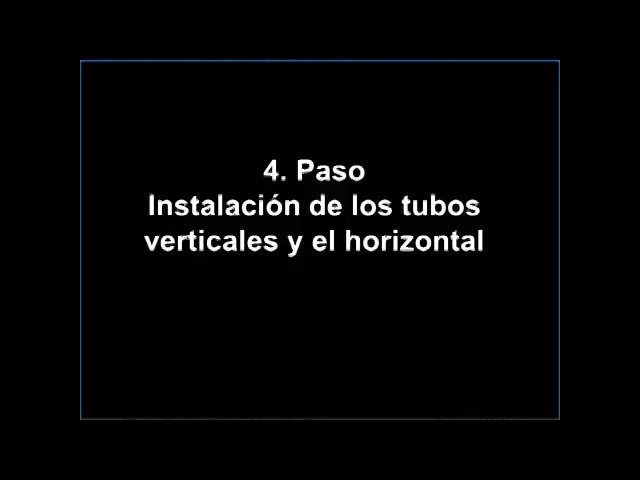 4. Paso
Instalación de los tubos
verticales y el horizontal